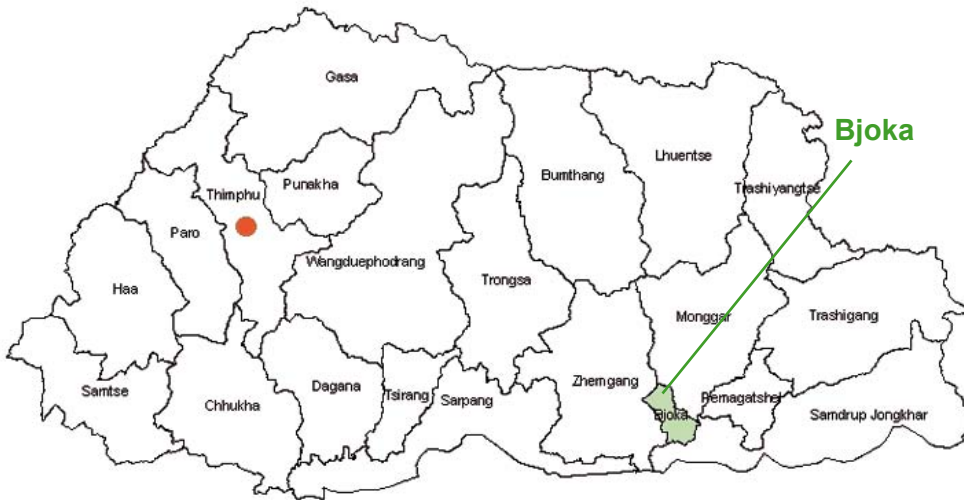 Gasa
Bjoka
Lhuentse
Bumthang
Punakha
Thimphu
Trashiyangtse
Paro
Wangduephodrang
Trongsa
Haa
Monggar
Trashigang
Zhemgang
Dagana
Samtse
Tsirang
Pemagatshel
Sarpang
Chhukha
Bjoka
Samdrup Jongkhar